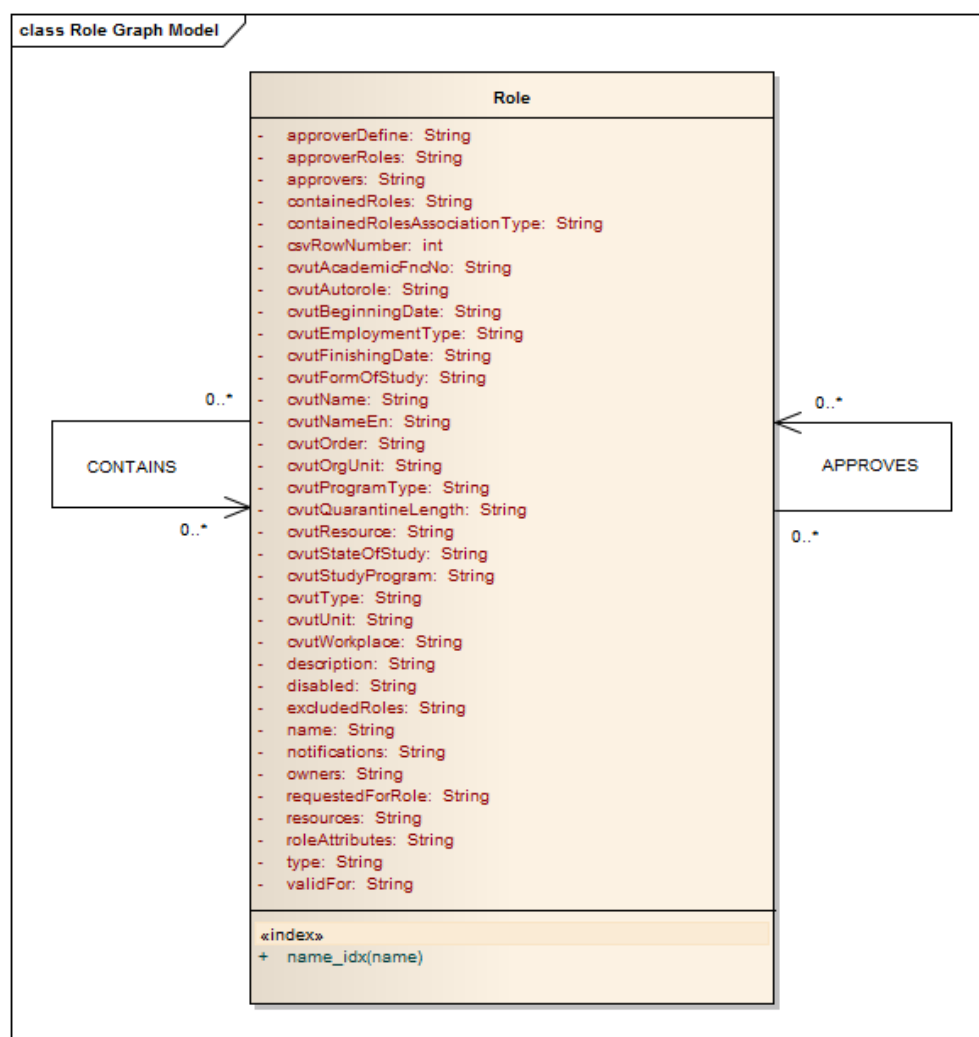 class Role Graph Model
Role
- approverDefine: String
- approverRoles: String
- approvers: String
- containedRoles: String
- containedRolesAssociationType: String
- csvRowNumber: int
- cvutAcademicFncNo: String
- cvutAutorole: String
- cvutBeginningDate: String
- cvutEmploymentType: String
- cvutFinishingDate: String
- cvutFormOfStudy: String
- cvutName: String
- cvutNameEn: String
- cvutOrder: String
- cvutOrgUnit: String
- cvutProgramType: String
- cvutQuarantineLength: String
- cvutResource: String
- cvutStateOfStudy: String
- cvutStudyProgram: String
- cvutType: String
- cvutUnit: String
- cvutWorkplace: String
- description: String
- disabled: String
- excludedRoles: String
- name: String
- notifications: String
- owners: String
- requestedForRole: String
- resources: String
- roleAttributes: String
- type: String
- validFor: String
«index»
+ name_idx(name)
0..*
CONTAINS
0..*
0..*
APPROVES
0..*